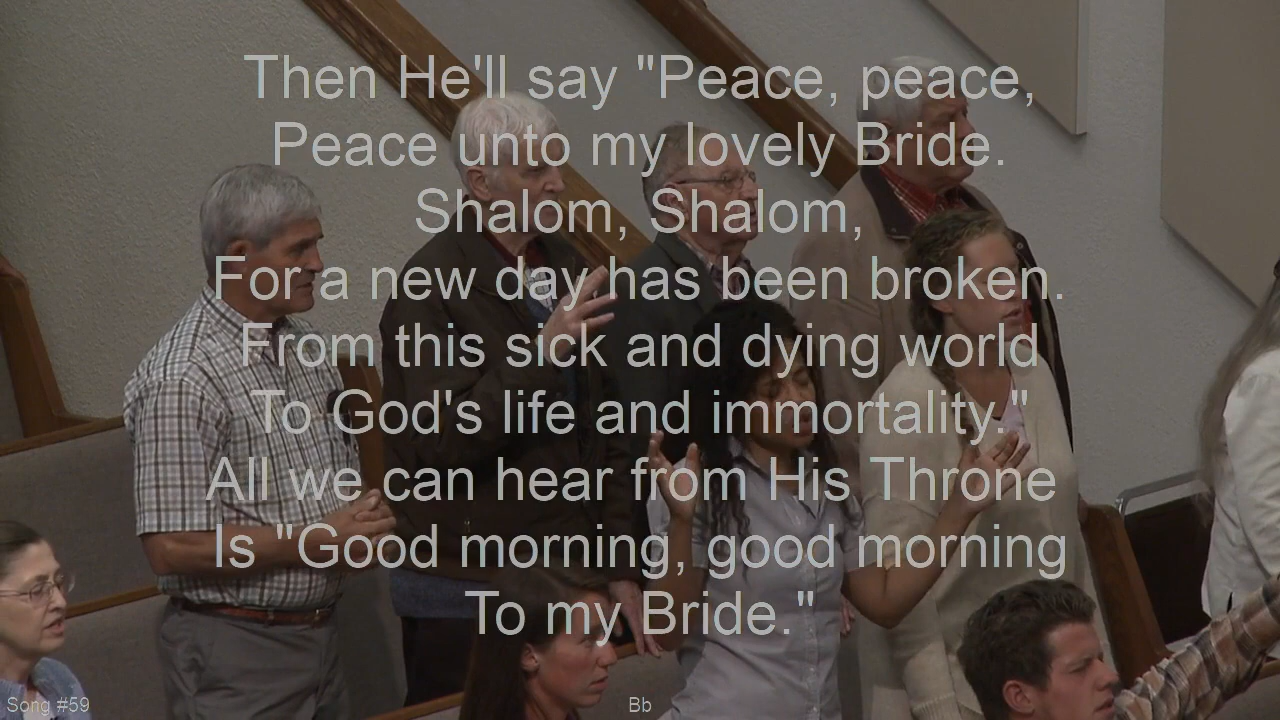 Then He'll say "Peace, peace,
Peace unto my lovely Bride.
Shalom, Shalom,
For a new day has been broken.
From this sick and dying world
To God's life and immortality."
All we can hear from His Throne
Is "Good morning, good morning
To my Bride."
Song #59
Bb